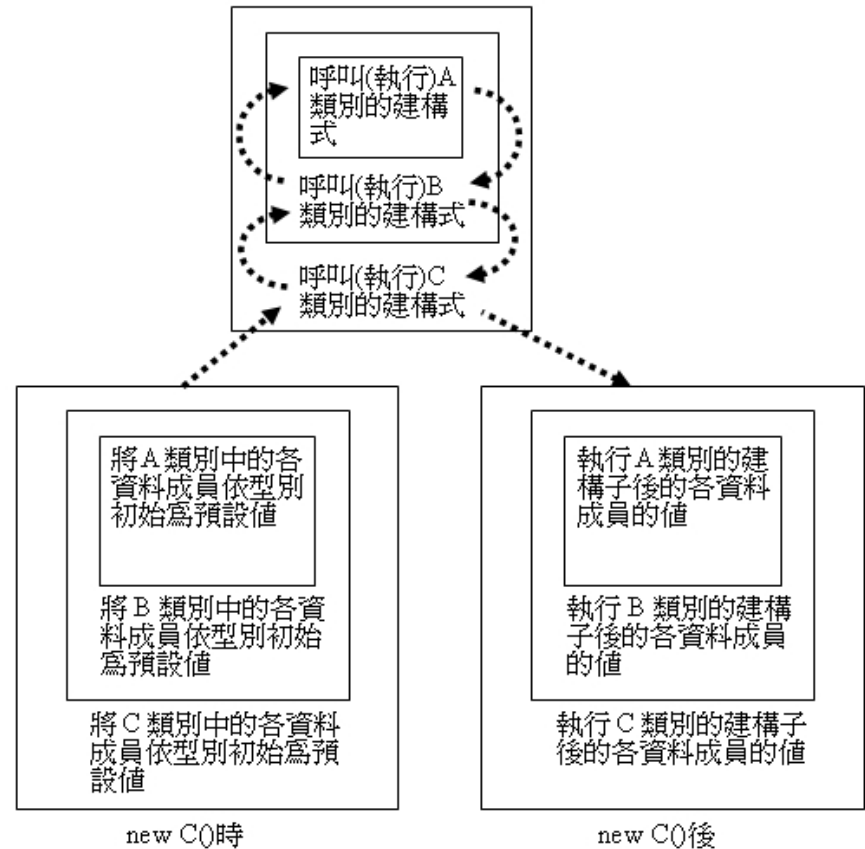 呼叫(執行)A
類別的建構
式
呼叫(執行)B
類別的建構式
呼叫(執行)C
類別的建構式
將A類別中的各
資料成員依型別
初始為預設值
將B類別中的各資
料成員依型別初始
為預設值
將C類別中的各資料
成員依型別初始為預
設值
new C()時
執行A類別的建
構子後的各資料
成員的值
執行B類別的建構
子後的各資料成員
的值
執行C類別的建構子
後的各資料成員的值
new C()後